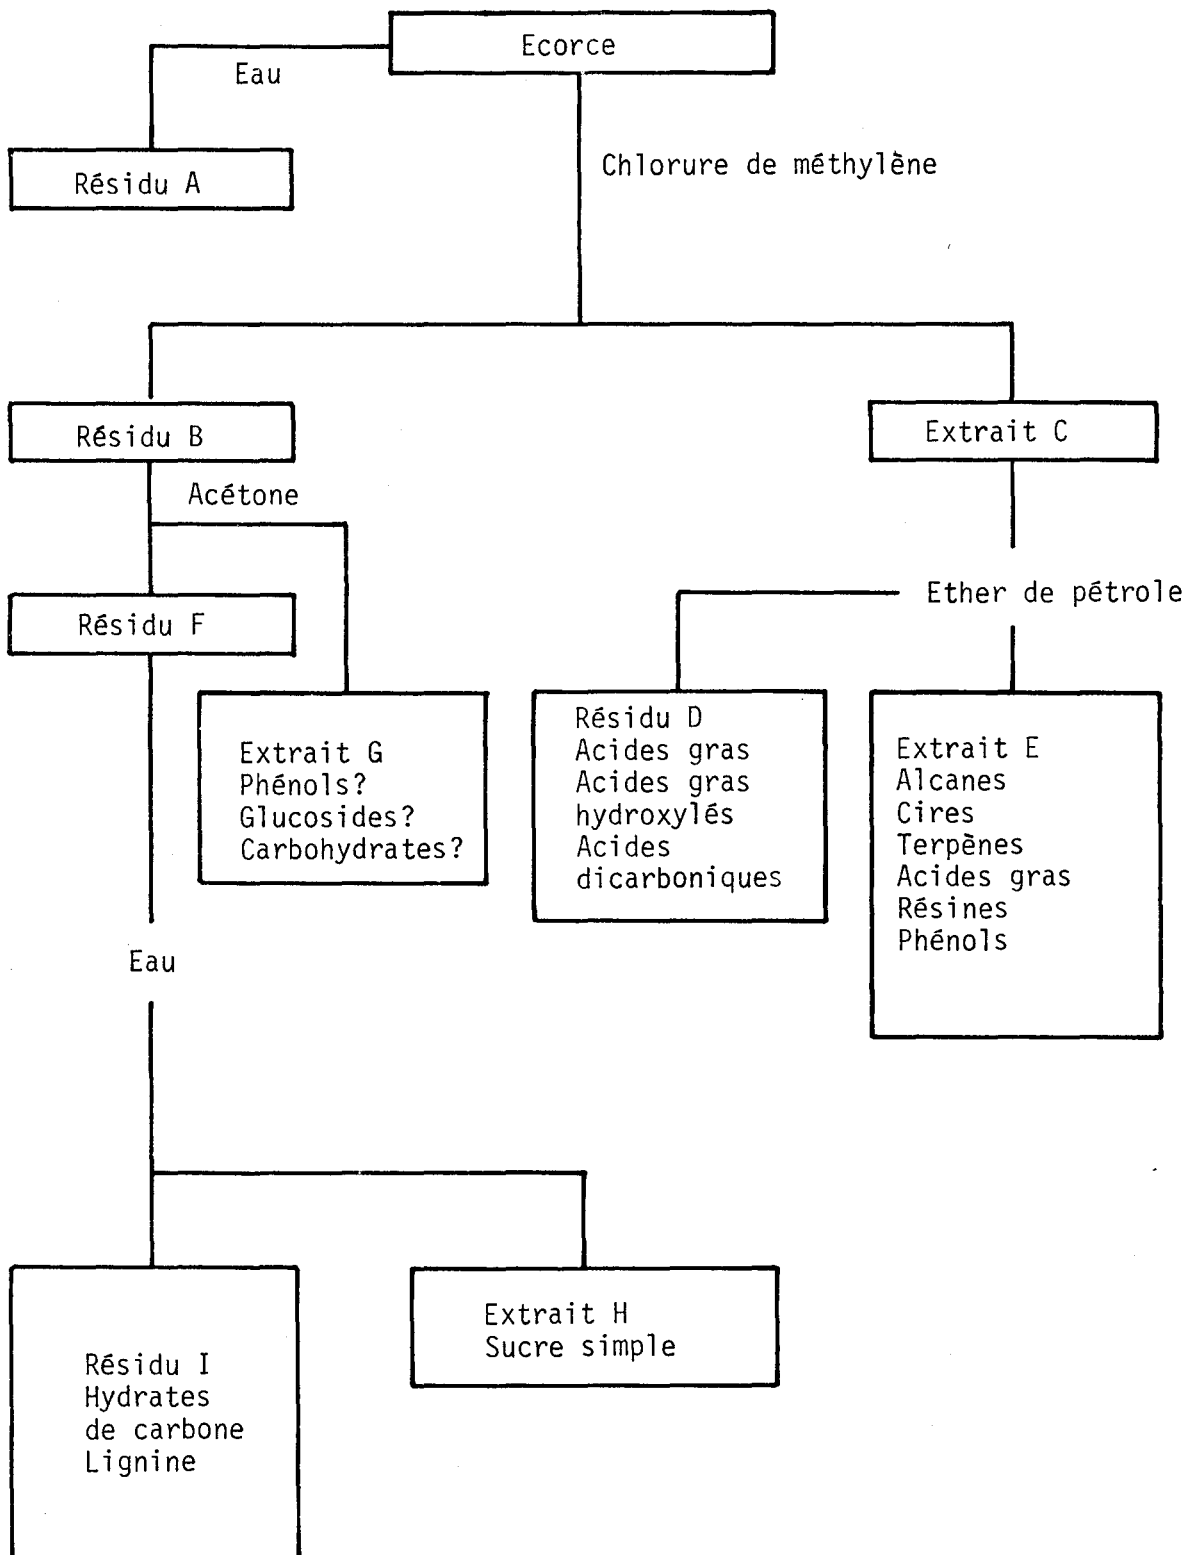 Ecorce
Eau
Résidu A
Chlorure de méthylène
Résidu B
Extrait C
Acétone
Ether de pétrole
Résidu F
Extrait G
Phénols?
Glucosides?
Carbohydrates?
Résidu D
Acides gras
Acides gras
hydroxylés
Acides
dicarboniques
Extrait E
Alcanes
Cires
Terpènes
Acides gras
Résines
Phénols
Eau
Résidu I
Hydrates
de carbone
Lignine
Extrait H
Sucre simple